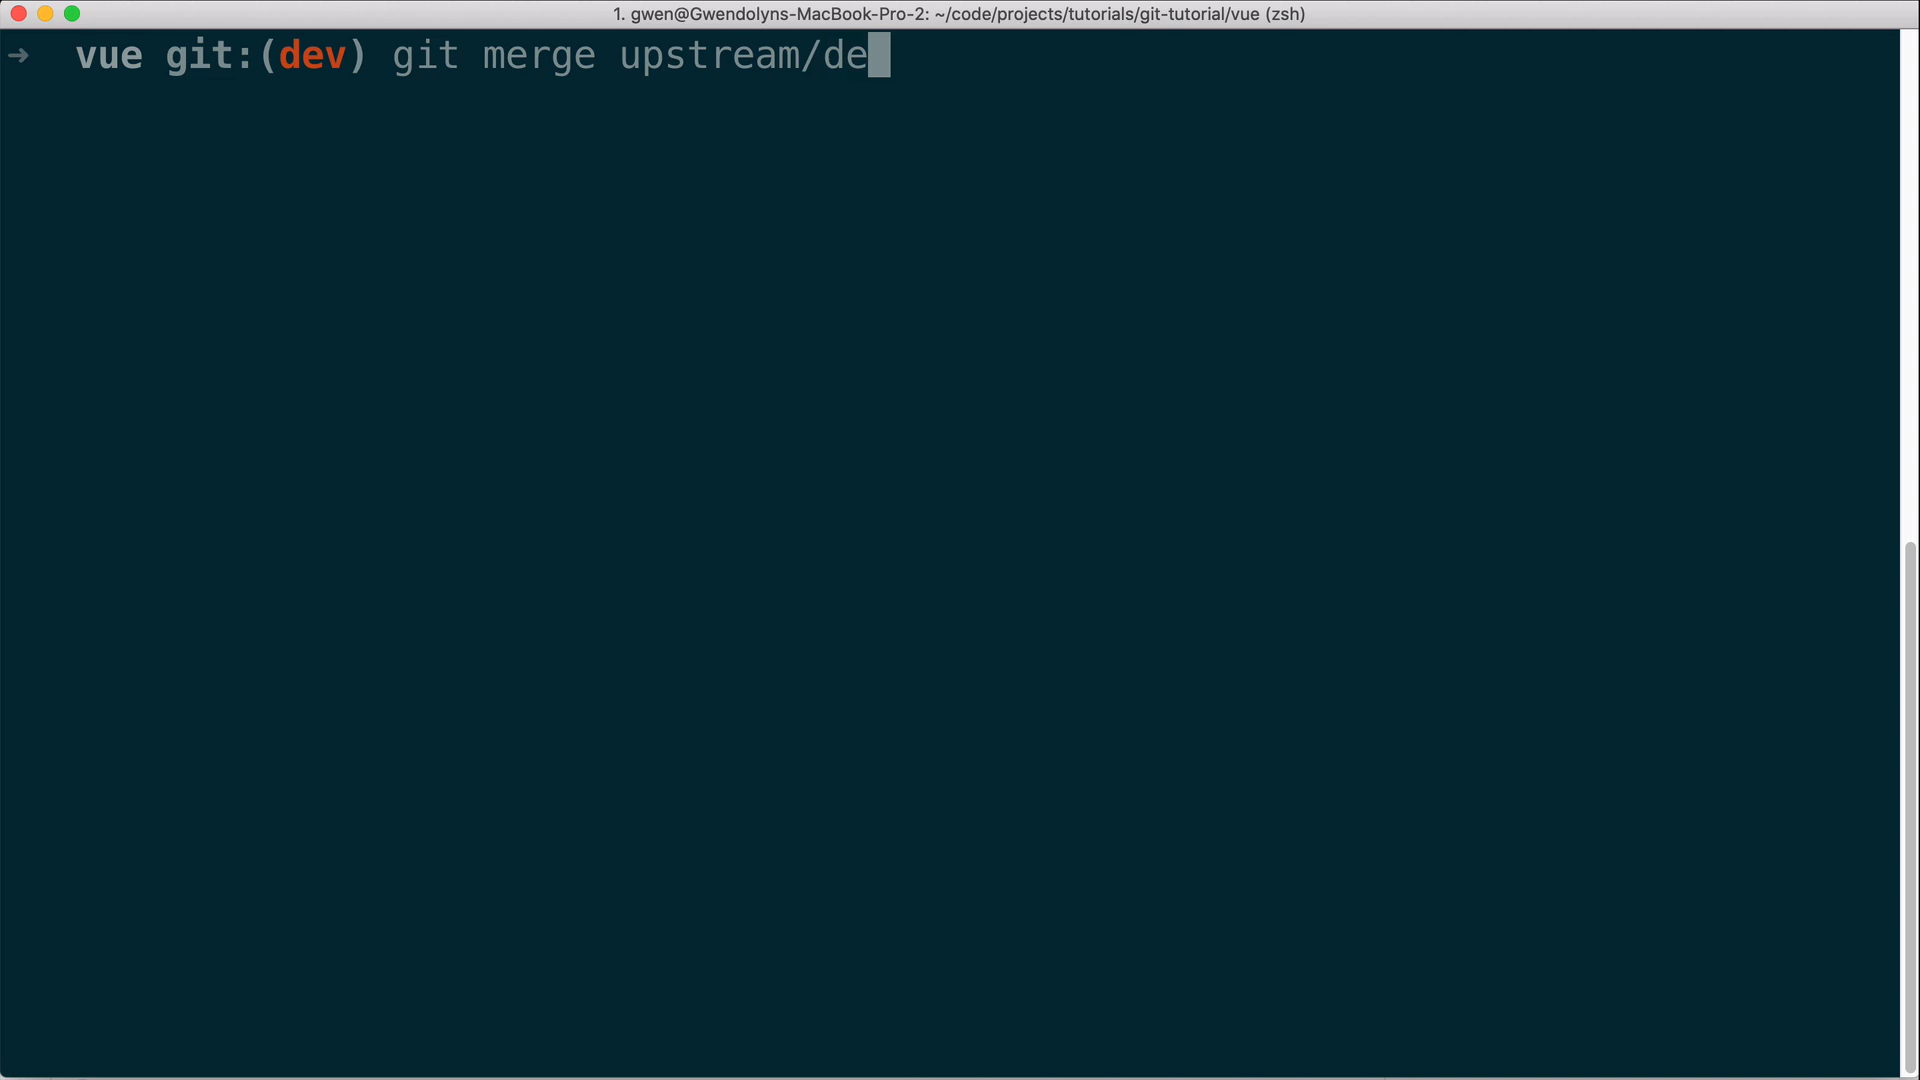 1. gwen@Gwendolyns-MacBook-Pro-2: ~/code/projects/tutorials/git-tutorial/vue (zsh)
➜ vue git:(dev) git merge upstream/de